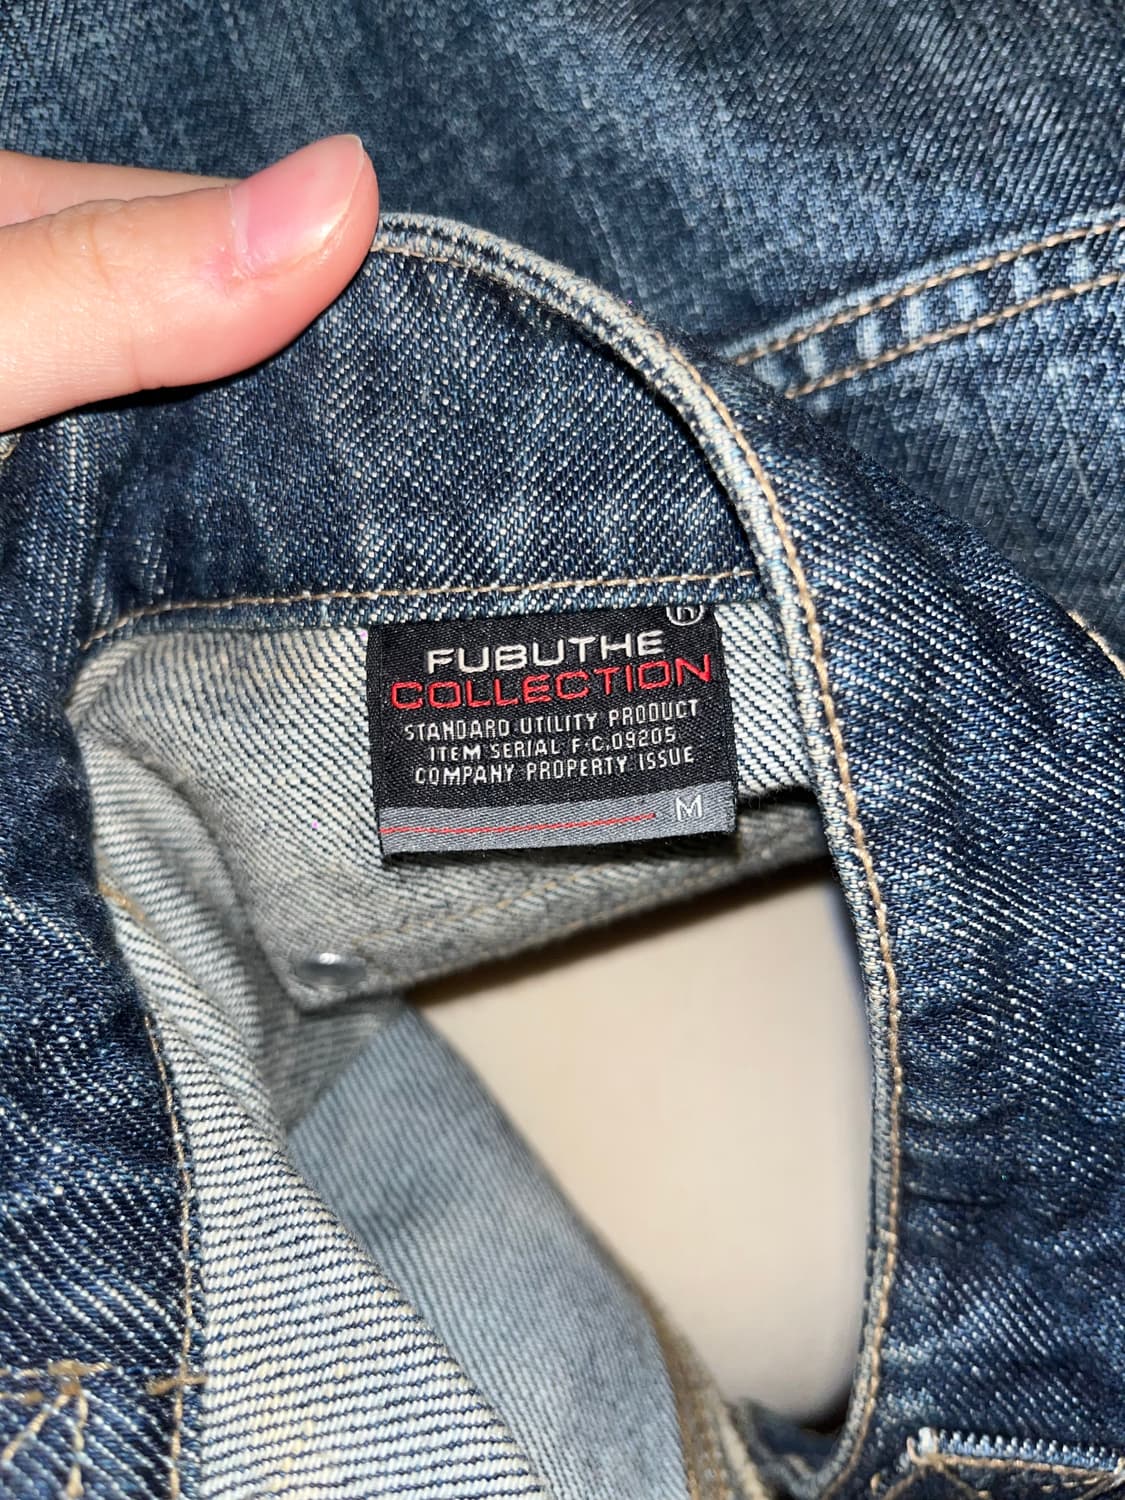 ®
FUBUTHE
COLLECTION
STANDARD UTILITY PRODUCT
ITEM SERIAL F.C.09205
COMPANY PROPERTY ISSUE
M